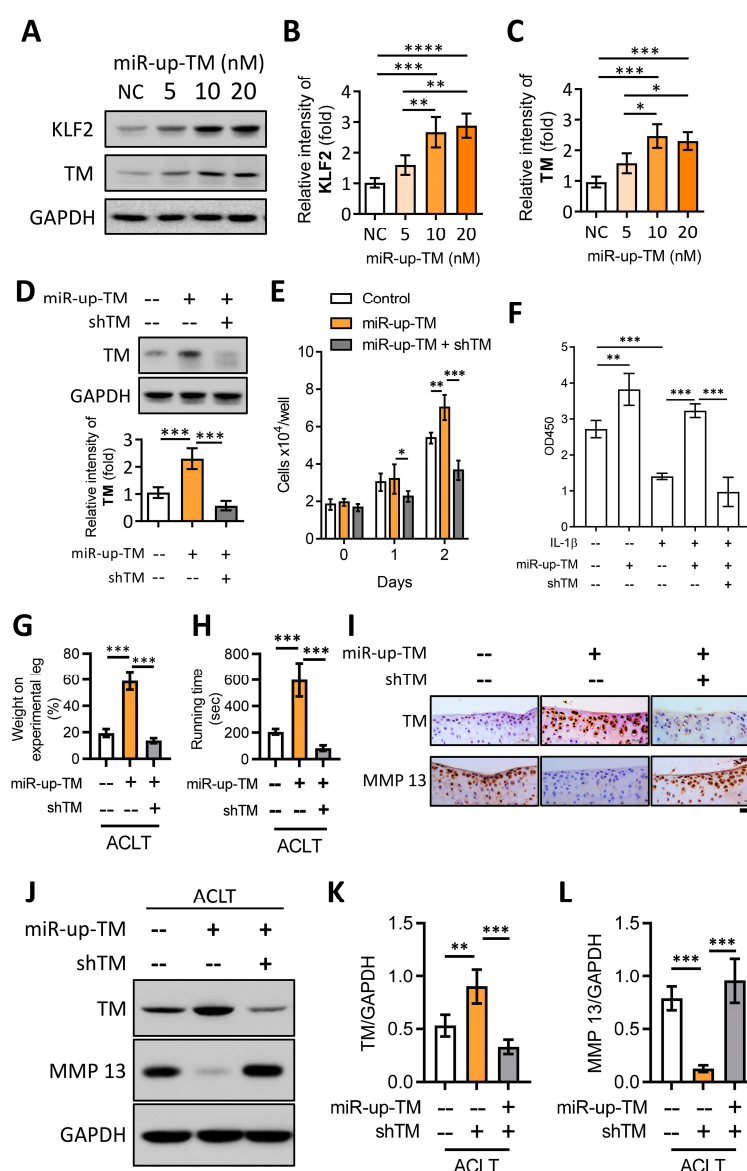 A
miR-up-TM (nM)
NC 5 10 20
KLF2
TM
GAPDH
B
Relative intensity of
KLF2 (fold)
4
3
2
1
0
****
***
**
**
NC 5 10 20
miR-up-TM (nM)
C
Relative intensity of
TM (fold)
4
3
2
1
0
***
***
*
*
NC 5 10 20
miR-up-TM (nM)
D
miR-up-TM -- + +
shTM -- -- +
TM
GAPDH
Relative intensity of
TM (fold)
3
2
1
0
*** ***
miR-up-TM -- + +
shTM -- -- +
E
Control
miR-up-TM
miR-up-TM + shTM
Cells x10⁴/well
10
8
6
4
2
0
*
**
***
0 1 2
Days
F
OD450
5
4
3
2
1
0
***
**
*** ***
IL-1β -- -- + + +
miR-up-TM -- + -- + +
shTM -- -- -- -- +
G
Weight on
experimental leg
(%)
80
60
40
20
0
*** ***
miR-up-TM -- + +
shTM -- -- +
ACLT
H
Running time
(sec)
800
600
400
200
0
*** ***
miR-up-TM -- + +
shTM -- -- +
ACLT
I
miR-up-TM -- + +
shTM -- -- +
TM
MMP 13
J
ACLT
miR-up-TM -- + +
shTM -- -- +
TM
MMP 13
GAPDH
K
TM/GAPDH
1.5
1.0
0.5
0.0
** ***
miR-up-TM +
shTM -- + +
ACLT
L
MMP 13/GAPDH
1.5
1.0
0.5
0.0
*** ***
+ miR-up-TM
-- + + shTM
ACLT